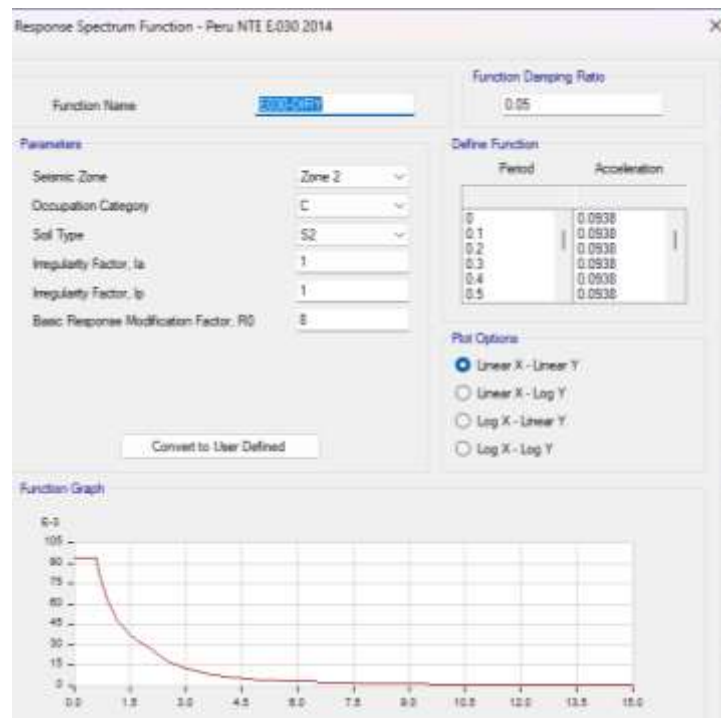 Response Spectrum Function - Peru NTE E.030 2014
Function Damping Ratio
Function Name
E030-DIRY
0.05
Parameters
Seismic Zone
Zone 2
Occupation Category
C
Soil Type
S2
Irregularity Factor, Ia
1
Irregularity Factor, Ip
1
Basic Response Modification Factor, R0
8
Convert to User Defined
Define Function
Period
Acceleration
0 0.0938
0.1 0.0938
0.2 0.0938
0.3 0.0938
0.4 0.0938
0.5 0.0938
Plot Options
Linear X - Linear Y
Linear X - Log Y
Log X - Linear Y
Log X - Log Y
Function Graph
E-3
105
90
75
60
45
30
15
0
0.0 1.5 3.0 4.5 6.0 7.5 9.0 10.5 12.0 13.5 15.0